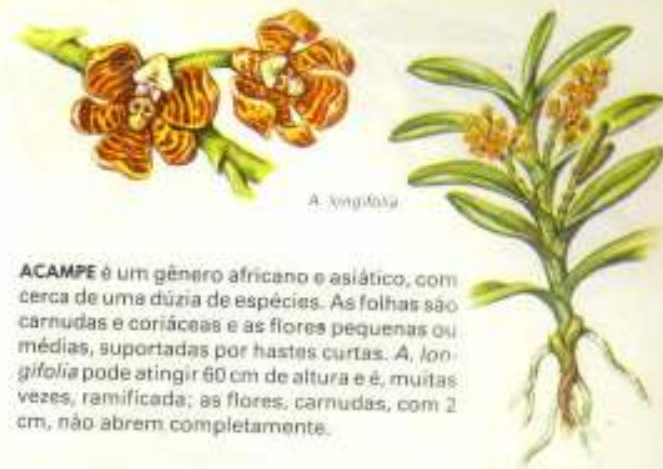 A. longifolia
ACAMPE é um gênero africano e asiático, com
cerca de uma dúzia de espécies. As folhas são
carnudas e coriáceas e as flores pequenas ou
médias, suportadas por hastes curtas. A. lon-
gifolia pode atingir 60 cm de altura e é, muitas
vezes, ramificada; as flores, carnudas, com 2
cm, não abrem completamente.